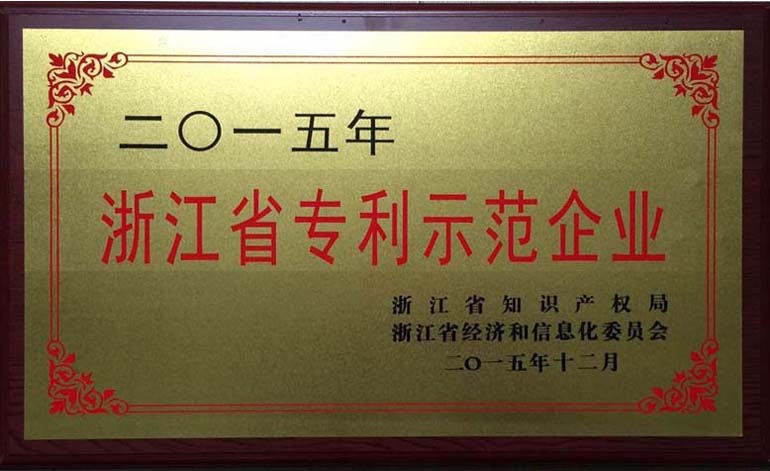 二〇一五年
浙江省专利示范企业
浙江省知识产权局
浙江省经济和信息化委员会
二〇一五年十二月